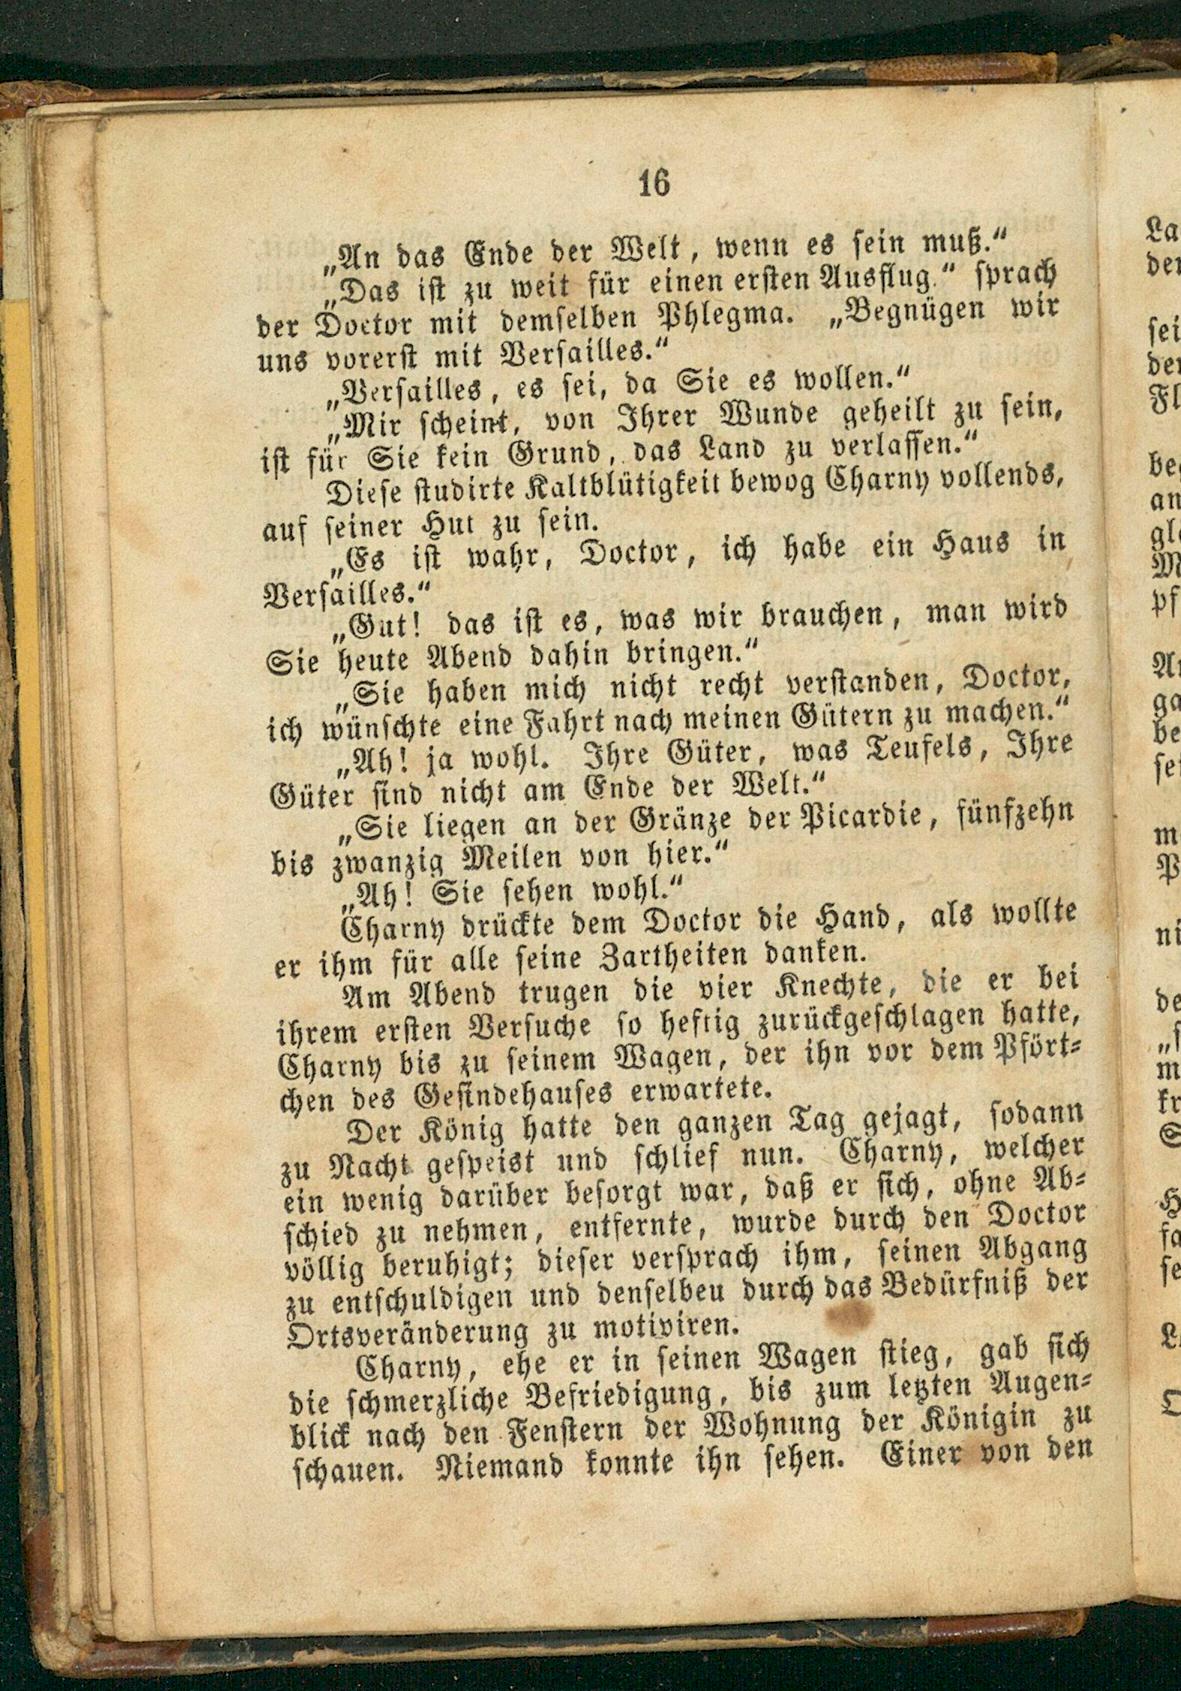 16
„An das Ende der Welt, wenn es sein muß.“
„Das ist zu weit für einen ersten Ausflug.“ sprach
der Doctor mit demselben Phlegma. „Begnügen wir
uns vorerst mit Versailles.“
„Versailles, es sei, da Sie es wollen.“
„Mir scheint, von Ihrer Wunde geheilt zu sein,
ist für Sie kein Grund, das Land zu verlassen.“
Diese studirte Kaltblütigkeit bewog Charny vollends,
auf seiner Hut zu sein.
„Es ist wahr, Doctor, ich habe ein Haus in
Versailles.“
„Gut! das ist es, was wir brauchen, man wird
Sie heute Abend dahin bringen.“
„Sie haben mich nicht recht verstanden, Doctor,
ich wünschte eine Fahrt nach meinen Gütern zu machen.“
„Ah! ja wohl. Ihre Güter, was Teufels, Ihre
Güter sind nicht am Ende der Welt.“
„Sie liegen an der Gränze der Picardie, fünfzehn
bis zwanzig Meilen von hier.“
„Ah! Sie sehen wohl.“
Charny drückte dem Doctor die Hand, als wollte
er ihm für alle seine Zartheiten danken.
Am Abend trugen die vier Knechte, die er bei
ihrem ersten Versuche so heftig zurückgeschlagen hatte,
Charny bis zu seinem Wagen, der ihn vor dem Pfört-
chen des Gesindehauses erwartete.
Der König hatte den ganzen Tag gejagt, sodann
zu Nacht gespeist und schlief nun. Charny, welcher
ein wenig darüber besorgt war, daß er sich, ohne Ab-
schied zu nehmen, entfernte, wurde durch den Doctor
völlig beruhigt; dieser versprach ihm, seinen Abgang
zu entschuldigen und denselbeu durch das Bedürfniß der
Ortsveränderung zu motiviren.
Charny, ehe er in seinen Wagen stieg, gab sich
die schmerzliche Befriedigung, bis zum letzten Augen-
blick nach den Fenstern der Wohnung der Königin zu
schauen. Niemand konnte ihn sehen. Einer von den